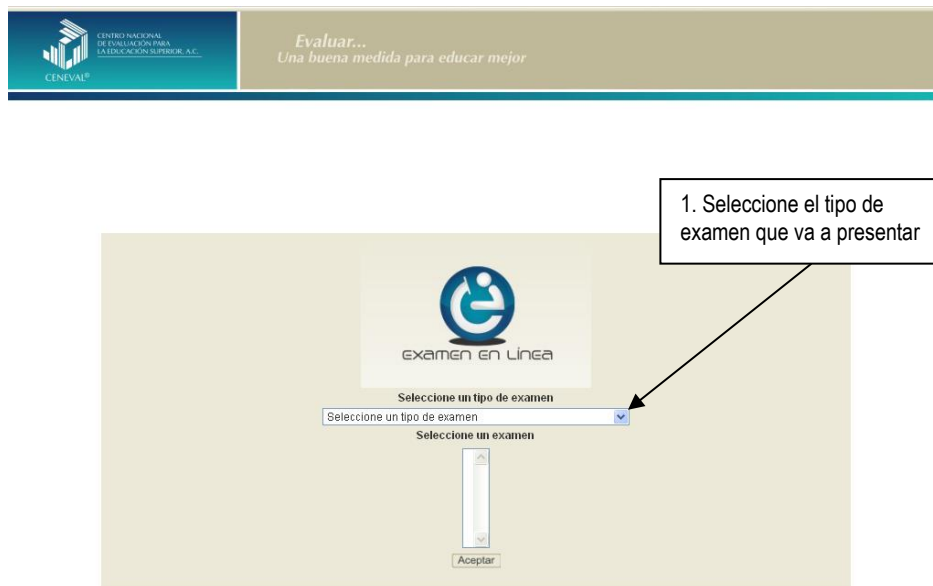 CENTRO NACIONAL
DE EVALUACIÓN PARA
LA EDUCACIÓN SUPERIOR, A.C.
CENEVAL®
Evaluar...
Una buena medida para educar mejor
1. Seleccione el tipo de
examen que va a presentar
examen en Línea
Seleccione un tipo de examen
Seleccione un tipo de examen
Seleccione un examen
Aceptar